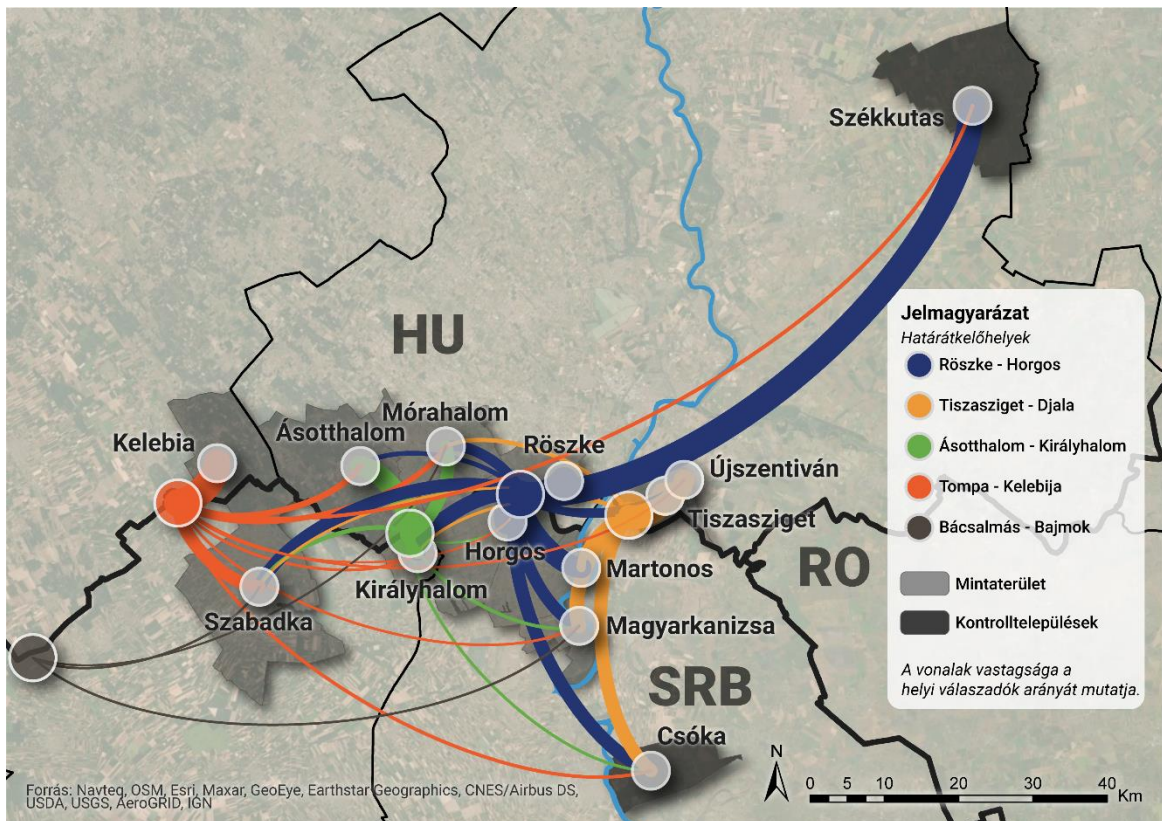 Székkutas
HU
Kelebia
Ásotthalom
Mórahalom
Röszke
Újszentiván
Tiszasziget
Horgos
Királyhalom
Martonos
RO
Szabadka
Magyarkanizsa
SRB
Csóka
Jelmagyarázat
Határátkelőhelyek
Röszke - Horgos
Tiszasziget - Djala
Ásotthalom - Királyhalom
Tompa - Kelebija
Bácsalmás - Bajmok
Mintaterület
Kontrolltelepülések
A vonalak vastagsága a
helyi válaszadók arányát mutatja.
N
0 5 10 20 30 40
Km
Forrás: Navteq, OSM, Esri, Maxar, GeoEye, Earthstar Geographics, CNES/Airbus DS,
USDA, USGS, AeroGRID, IGN